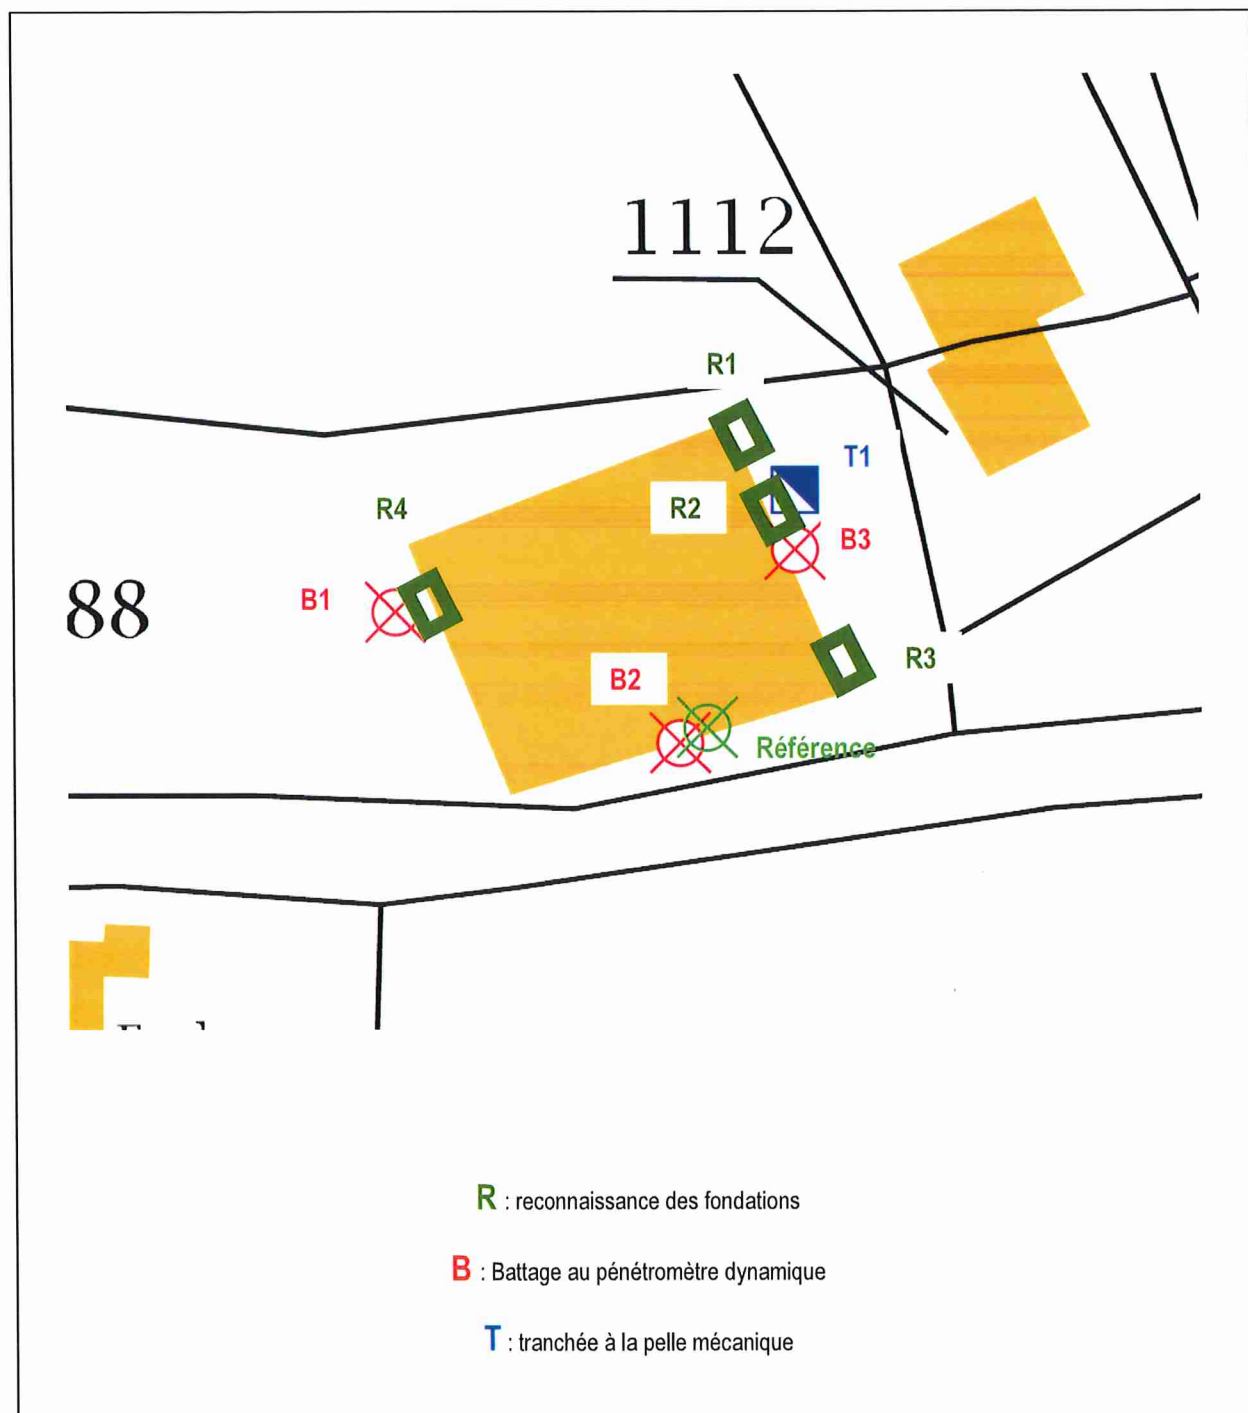 1112
R1
T1
R4
R2
B3
B1
88
R3
B2
Référence
R : reconnaissance des fondations
B : Battage au pénétromètre dynamique
T : tranchée à la pelle mécanique